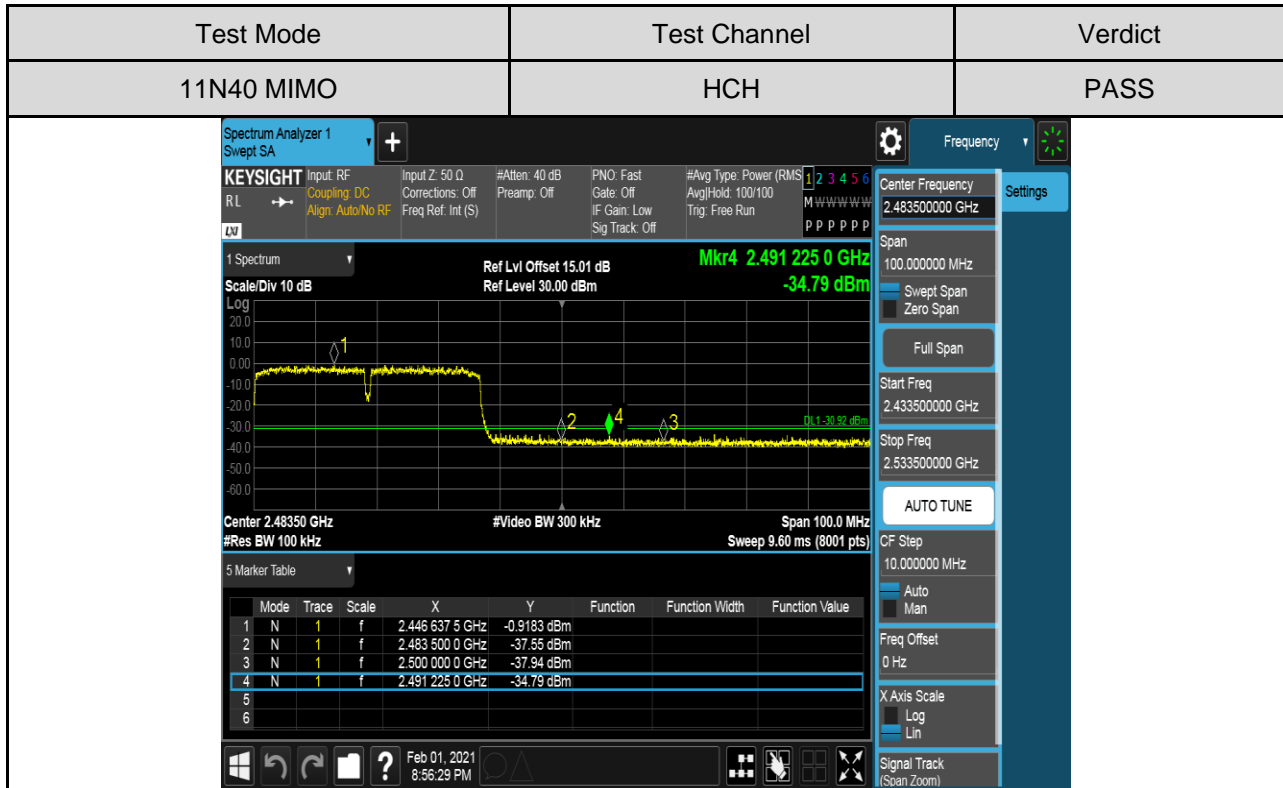 Test Mode Test Channel Verdict
11N40 MIMO HCH PASS
Spectrum Analyzer 1
Swept SA
Frequency
KEYSIGHT
RL
LXI
Input: RF
Coupling: DC
Align: Auto/No RF
Input Z: 50 Ω
Corrections: Off
Freq Ref: Int (S)
#Atten: 40 dB
Preamp: Off
PNO: Fast
Gate: Off
IF Gain: Low
Sig Track: Off
#Avg Type: Power (RMS
Avg|Hold: 100/100
Trig: Free Run
1 2 3 4 5 6
M W W W W W
P P P P P P
1 Spectrum
Scale/Div 10 dB
Ref Lvl Offset 15.01 dB
Ref Level 30.00 dBm
Mkr4 2.491 225 0 GHz
-34.79 dBm
Log
20.0
10.0
0.00
-10.0
-20.0
-30.0
-40.0
-50.0
-60.0
1
2
4
3
DL1 -30.92 dBm
Center 2.48350 GHz #Video BW 300 kHz Span 100.0 MHz
#Res BW 100 kHz Sweep 9.60 ms (8001 pts)
5 Marker Table
Mode Trace Scale X Y Function Function Width Function Value
1 N 1 f 2.446 637 5 GHz -0.9183 dBm
2 N 1 f 2.483 500 0 GHz -37.55 dBm
3 N 1 f 2.500 000 0 GHz -37.94 dBm
4 N 1 f 2.491 225 0 GHz -34.79 dBm
5
6
?
Feb 01, 2021
8:56:29 PM
Center Frequency
2.483500000 GHz
Settings
Span
100.000000 MHz
Swept Span
Zero Span
Full Span
Start Freq
2.433500000 GHz
Stop Freq
2.533500000 GHz
AUTO TUNE
CF Step
10.000000 MHz
Auto
Man
Freq Offset
0 Hz
X Axis Scale
Log
Lin
Signal Track
(Span Zoom)